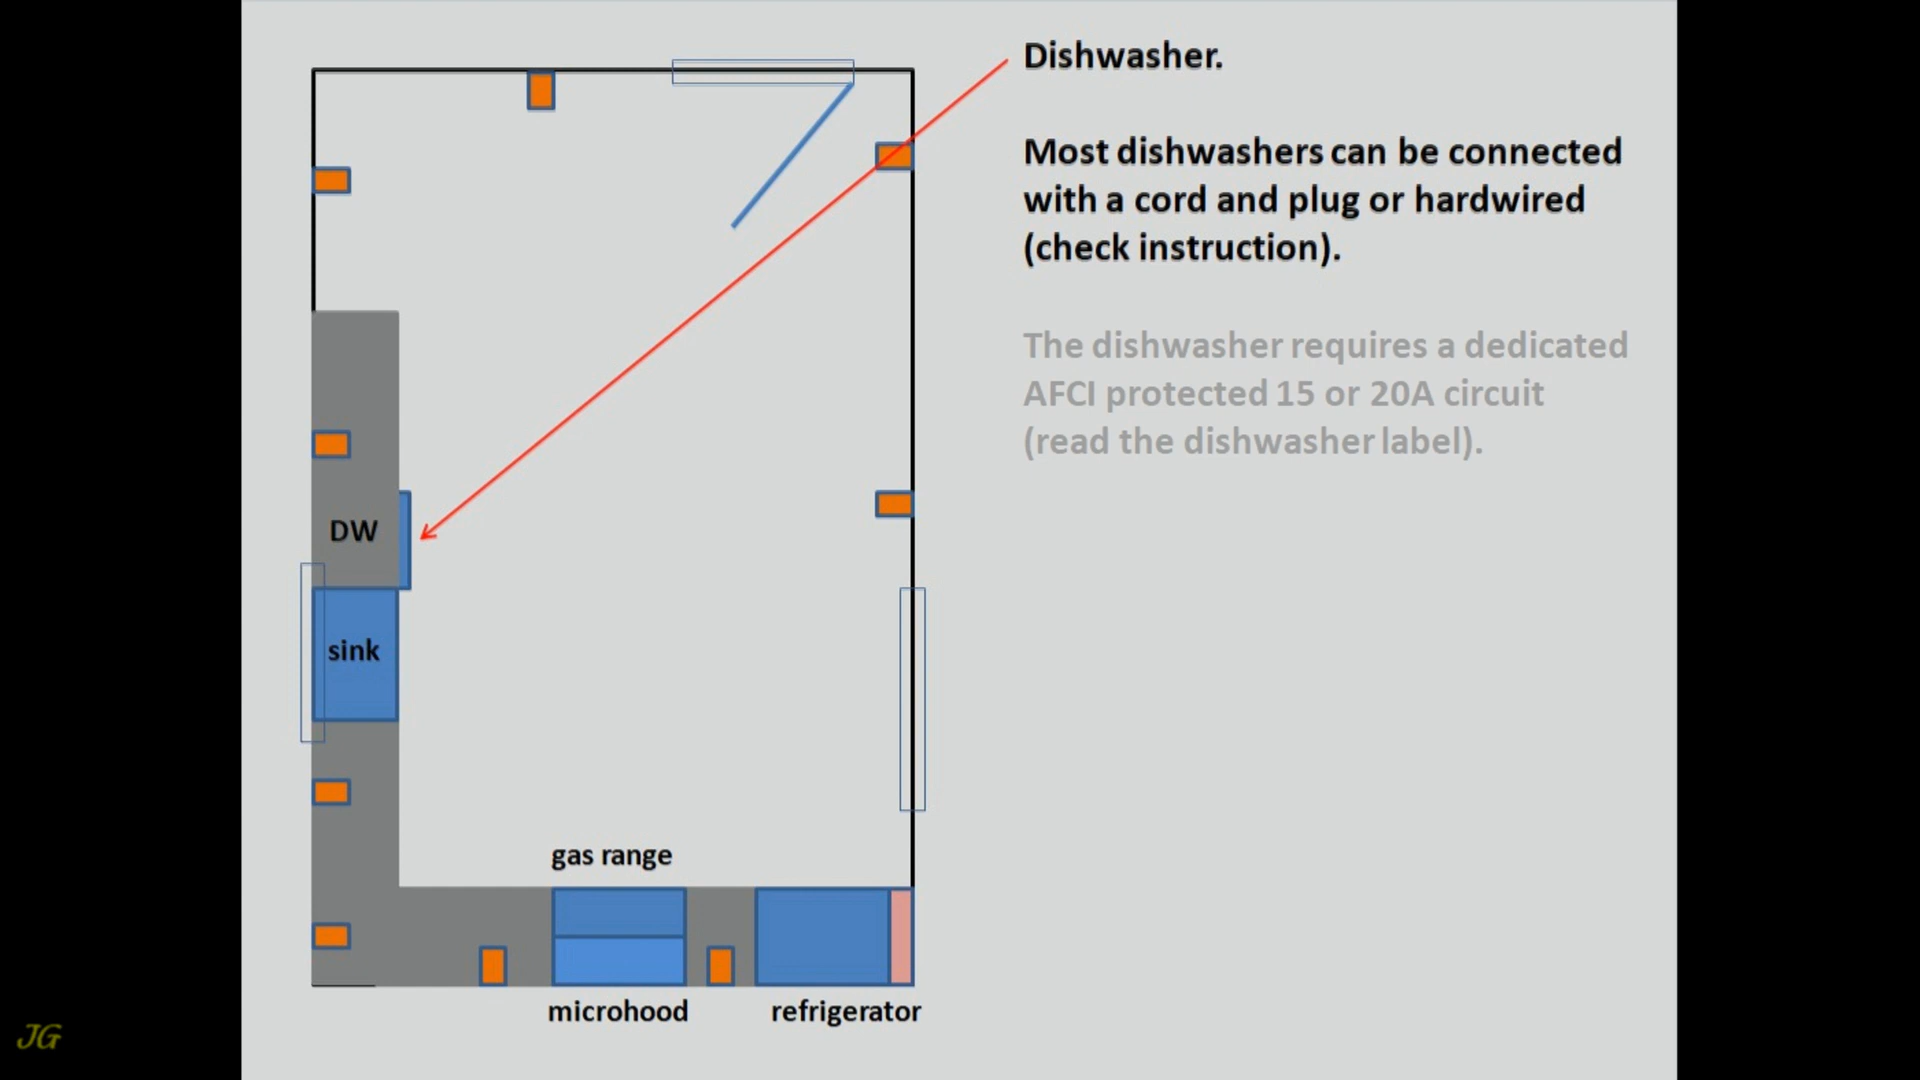 Dishwasher.
Most dishwashers can be connected
with a cord and plug or hardwired
(check instruction).
The dishwasher requires a dedicated
AFCI protected 15 or 20A circuit
(read the dishwasher label).
DW
sink
gas range
microhood
refrigerator
JG